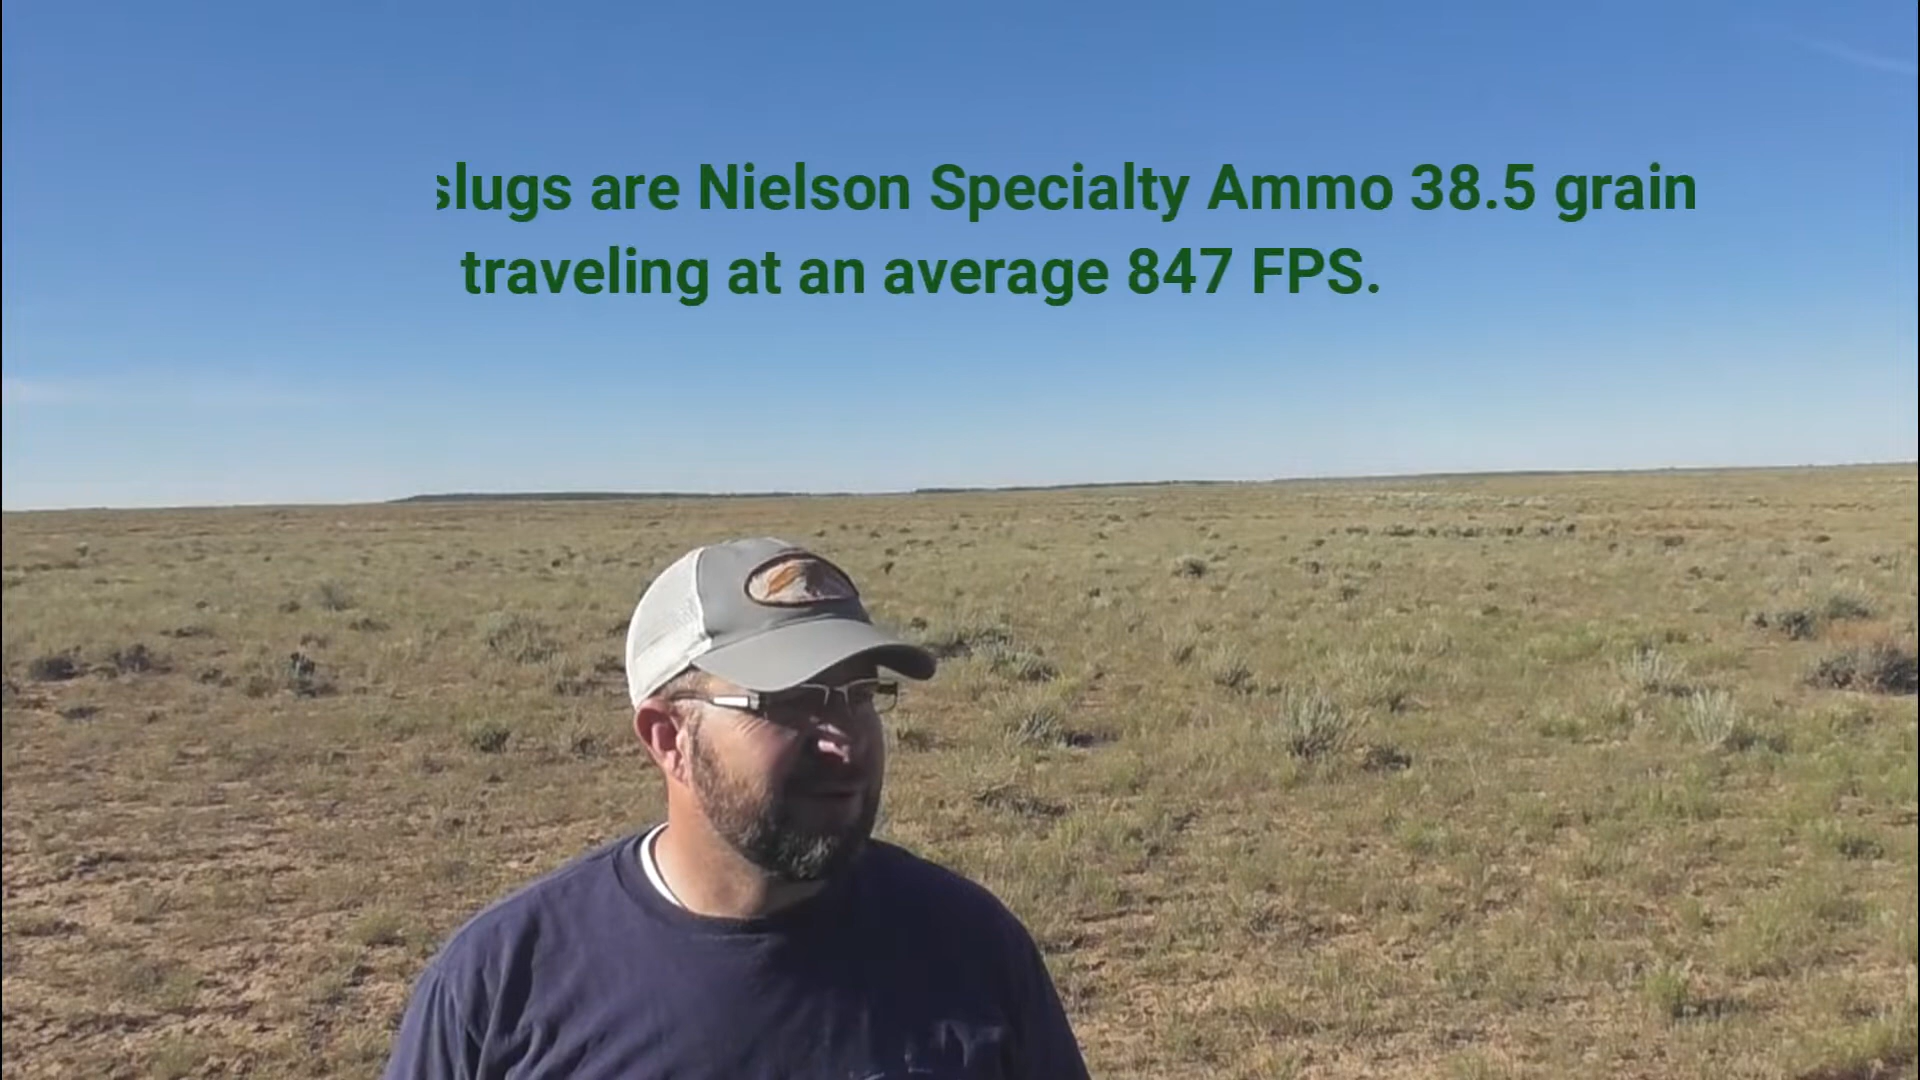 slugs are Nielson Specialty Ammo 38.5 grain
traveling at an average 847 FPS.